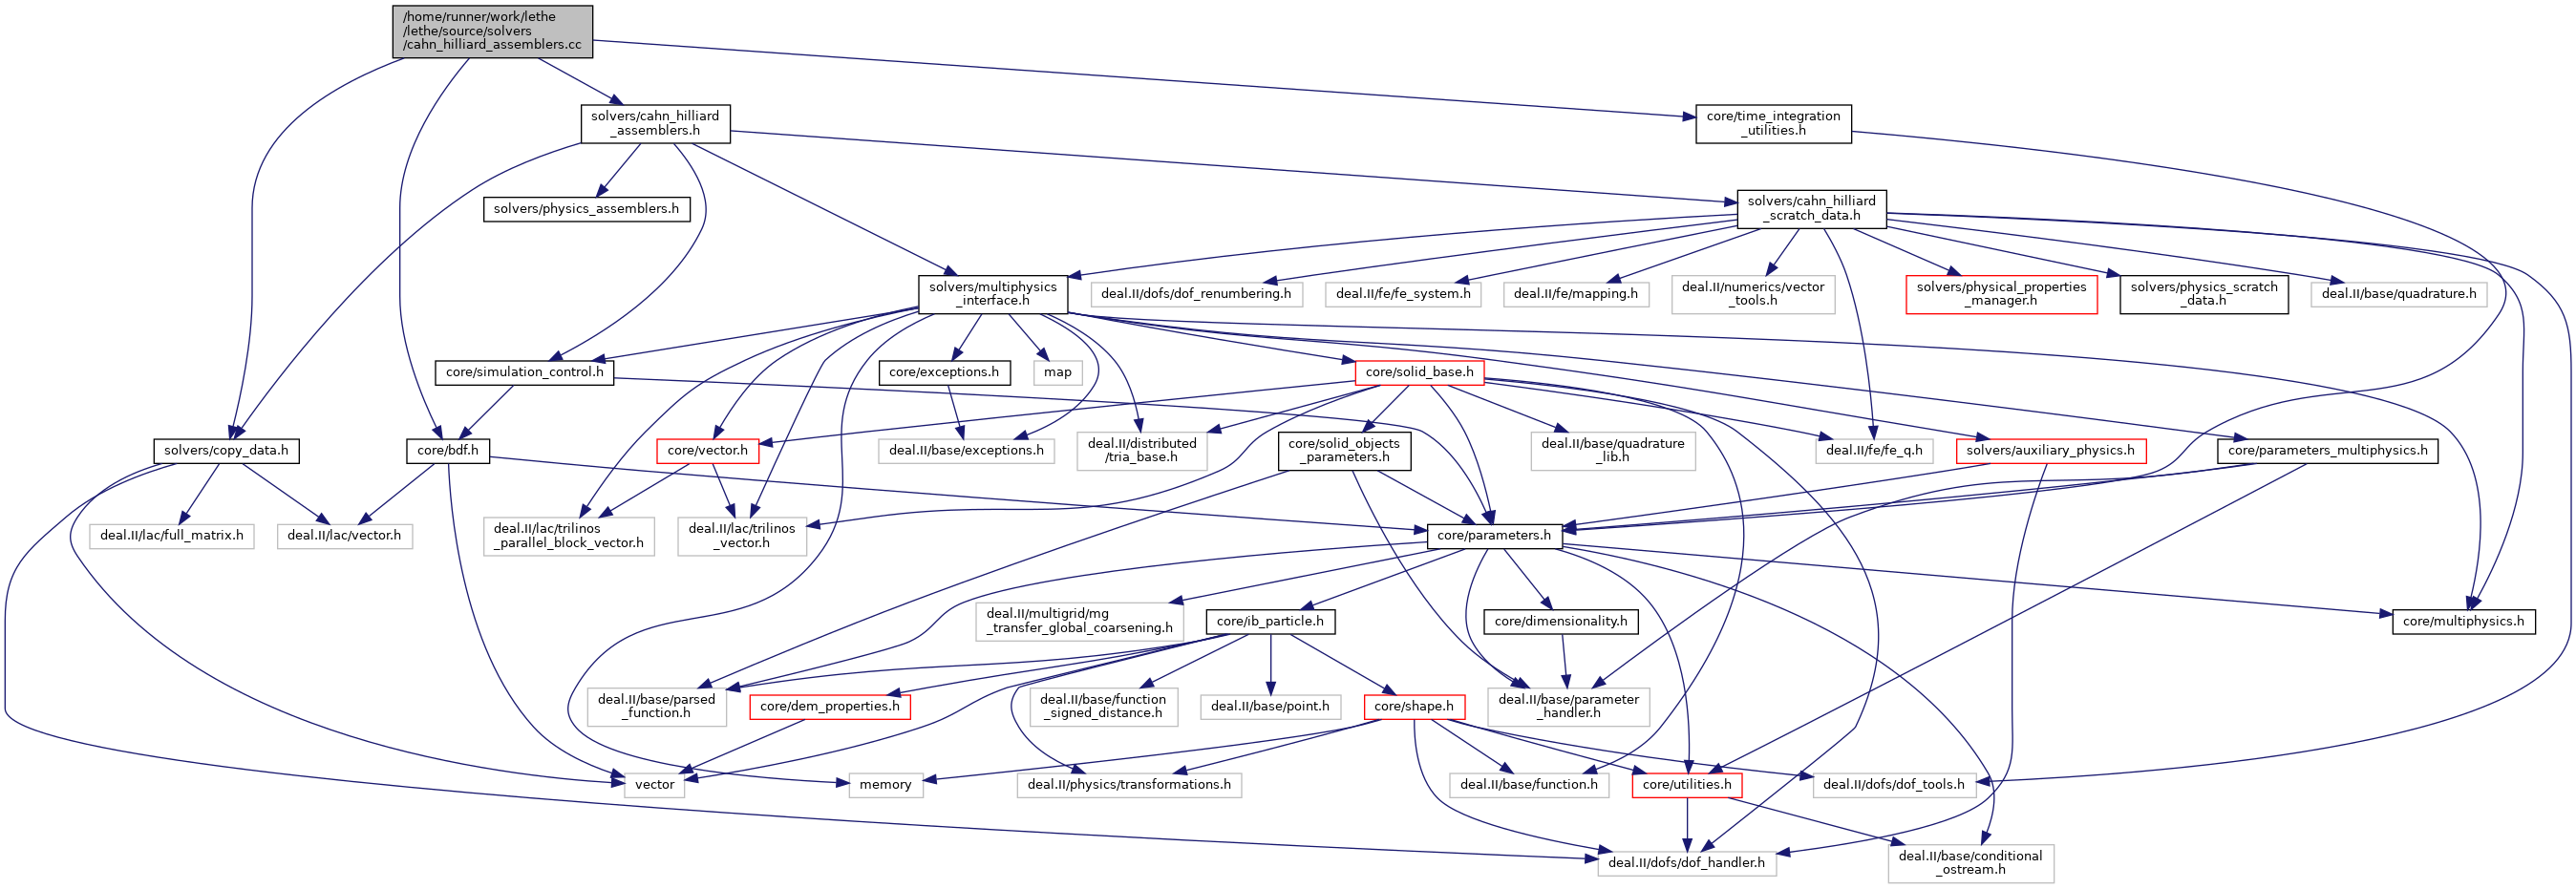 /home/runner/work/lethe
/lethe/source/solvers
/cahn_hilliard_assemblers.cc
solvers/cahn_hilliard
_assemblers.h
core/time_integration
_utilities.h
solvers/physics_assemblers.h
solvers/cahn_hilliard
_scratch_data.h
solvers/multiphysics
_interface.h
deal.II/dofs/dof_renumbering.h
deal.II/fe/fe_system.h
deal.II/fe/mapping.h
deal.II/numerics/vector
_tools.h
solvers/physical_properties
_manager.h
solvers/physics_scratch
_data.h
deal.II/base/quadrature.h
core/simulation_control.h
core/exceptions.h
map
core/solid_base.h
solvers/copy_data.h
core/bdf.h
core/vector.h
deal.II/base/exceptions.h
deal.II/distributed
/tria_base.h
core/solid_objects
_parameters.h
deal.II/base/quadrature
_lib.h
deal.II/fe/fe_q.h
solvers/auxiliary_physics.h
core/parameters_multiphysics.h
deal.II/lac/full_matrix.h
deal.II/lac/vector.h
deal.II/lac/trilinos
_parallel_block_vector.h
deal.II/lac/trilinos
_vector.h
core/parameters.h
deal.II/multigrid/mg
_transfer_global_coarsening.h
core/ib_particle.h
core/dimensionality.h
core/multiphysics.h
deal.II/base/parsed
_function.h
core/dem_properties.h
deal.II/base/function
_signed_distance.h
deal.II/base/point.h
core/shape.h
deal.II/base/parameter
_handler.h
vector
memory
deal.II/physics/transformations.h
deal.II/base/function.h
core/utilities.h
deal.II/dofs/dof_tools.h
deal.II/dofs/dof_handler.h
deal.II/base/conditional
_ostream.h